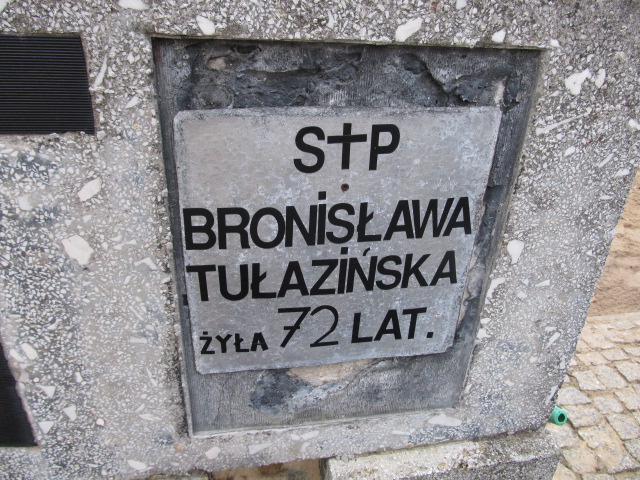 S✝P
BRONiSŁAWA
TUŁAZIŃSKA
ŻYŁA 72 LAT.